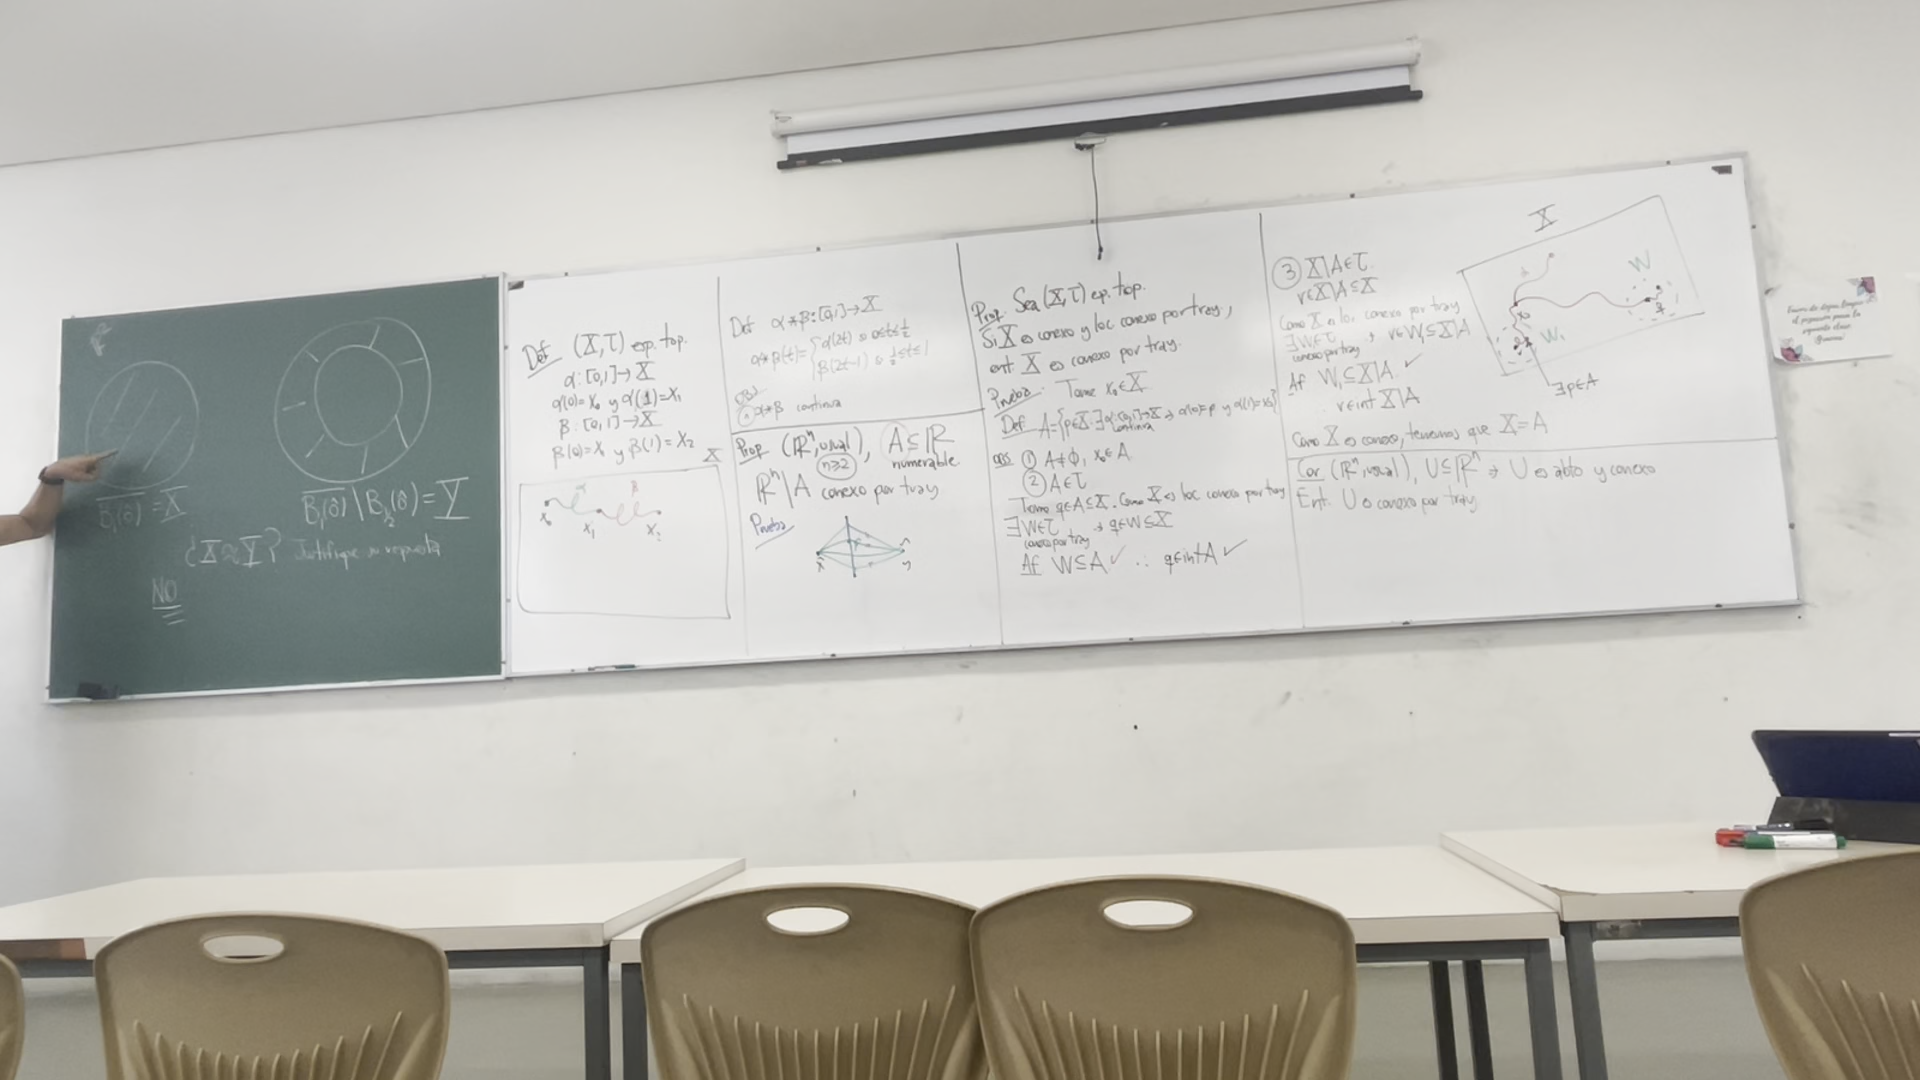 B₁(ō) = X
B₁(ō) \ B½(ō) = Y
¿X ≈ Y? Justifique su respuesta
NO
Def (X,τ) esp. top.
α: [0,1] → X
α(0)=x₀ y α(1)=x₁
β: [0,1] → X
β(0)=x₁ y β(1)=x₂
X
α
β
x₀
x₁
x₂
Def α*β: [0,1] → X
α*β(t) = { α(2t) si 0≤t≤½
β(2t-1) si ½≤t≤1
Obs
① α*β continua
Prop (ℝⁿ, usual), A ⊆ ℝ
n≥2
numerable
ℝⁿ\A conexo por tray
Prueba
x
y
Prop Sea (X,τ) esp. top.
Si X es conexo y loc conexo por tray,
ent X es conexo por tray.
Prueba: Tome x₀∈X
Def A={p∈X: ∃ α:[0,1]→X ∋ α(0)=p y α(1)=x₀}
continua
obs ① A≠∅, x₀∈A
② A∈τ
Tome q∈A⊆X. Como X es loc conexo por tray
∃W∈τ ∋ q∈W⊆X
conexo por tray
Af W⊆A ✓ ∴ q∈int A ✓
③ X\A∈τ
r∈X\A⊆X
Como X es loc conexo por tray
∃W₁∈τ ∋ r∈W₁⊆X
conexo por tray
Af W₁⊆X\A ✓
∴ r∈int X\A
Como X es conexo, tenemos que X=A
X
W
q
x₀
W₁
∃p∈A
Cor (ℝⁿ, usual), U⊆ℝⁿ ∋ U es abto y conexo
Ent. U es conexo por tray